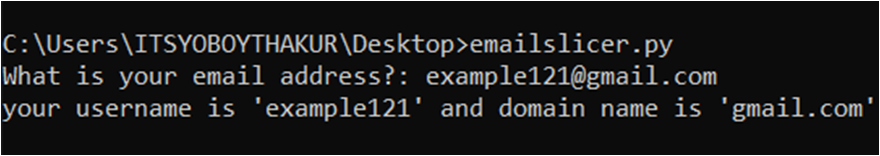 C:\Users\ITSYOBOYTHAKUR\Desktop>emailslicer.py
What is your email address?: example121@gmail.com
your username is 'example121' and domain name is 'gmail.com'